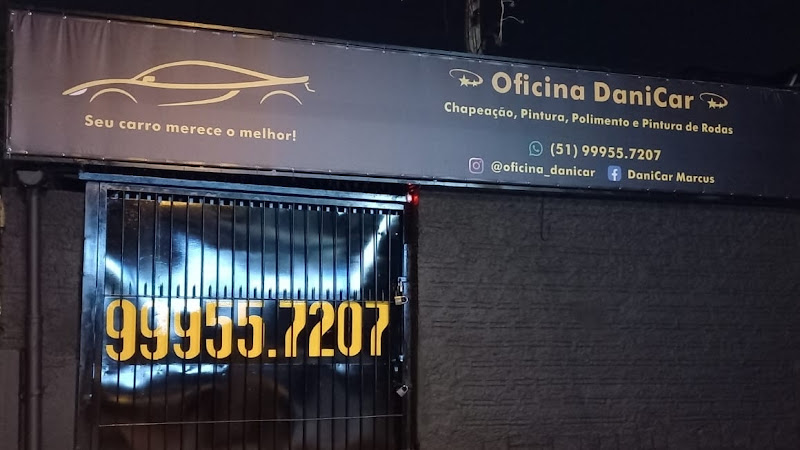 Seu carro merece o melhor!
Oficina DaniCar
Chapeação, Pintura, Polimento e Pintura de Rodas
(51) 99955.7207
@oficina_danicar DaniCar Marcus
99955.7207